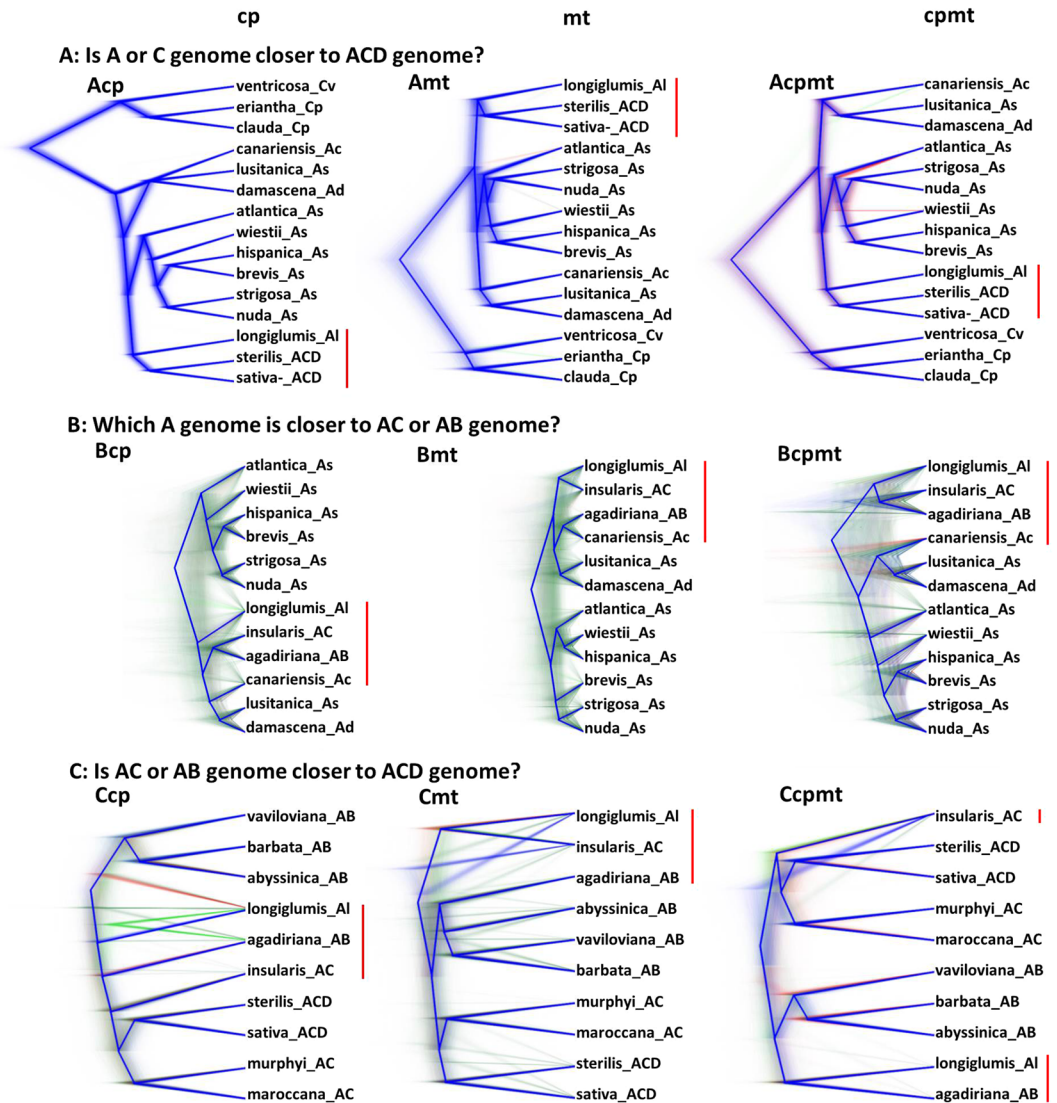 cp mt cpmt
A: Is A or C genome closer to ACD genome?
Acp
ventricosa_Cv
eriantha_Cp
clauda_Cp
canariensis_Ac
lusitanica_As
damascena_Ad
atlantica_As
wiestii_As
hispanica_As
brevis_As
strigosa_As
nuda_As
longiglumis_Al
sterilis_ACD
sativa-_ACD
Amt
longiglumis_Al
sterilis_ACD
sativa-_ACD
atlantica_As
strigosa_As
nuda_As
wiestii_As
hispanica_As
brevis_As
canariensis_Ac
lusitanica_As
damascena_Ad
ventricosa_Cv
eriantha_Cp
clauda_Cp
Acpmt
canariensis_Ac
lusitanica_As
damascena_Ad
atlantica_As
strigosa_As
nuda_As
wiestii_As
hispanica_As
brevis_As
longiglumis_Al
sterilis_ACD
sativa-_ACD
ventricosa_Cv
eriantha_Cp
clauda_Cp
B: Which A genome is closer to AC or AB genome?
Bcp
atlantica_As
wiestii_As
hispanica_As
brevis_As
strigosa_As
nuda_As
longiglumis_Al
insularis_AC
agadiriana_AB
canariensis_Ac
lusitanica_As
damascena_Ad
Bmt
longiglumis_Al
insularis_AC
agadiriana_AB
canariensis_Ac
lusitanica_As
damascena_Ad
atlantica_As
wiestii_As
hispanica_As
brevis_As
strigosa_As
nuda_As
Bcpmt
longiglumis_Al
insularis_AC
agadiriana_AB
canariensis_Ac
lusitanica_As
damascena_Ad
atlantica_As
wiestii_As
hispanica_As
brevis_As
strigosa_As
nuda_As
C: Is AC or AB genome closer to ACD genome?
Ccp
vaviloviana_AB
barbata_AB
abyssinica_AB
longiglumis_Al
agadiriana_AB
insularis_AC
sterilis_ACD
sativa_ACD
murphyi_AC
maroccana_AC
Cmt
longiglumis_Al
insularis_AC
agadiriana_AB
abyssinica_AB
vaviloviana_AB
barbata_AB
murphyi_AC
maroccana_AC
sterilis_ACD
sativa_ACD
Ccpmt
insularis_AC
sterilis_ACD
sativa_ACD
murphyi_AC
maroccana_AC
vaviloviana_AB
barbata_AB
abyssinica_AB
longiglumis_Al
agadiriana_AB